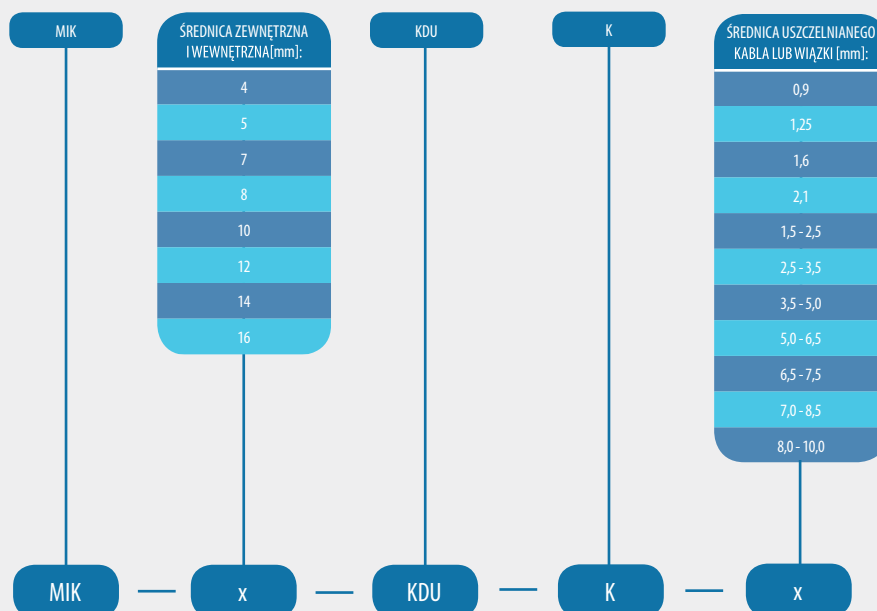 MIK
ŚREDNICA ZEWNĘTRZNA
I WEWNĘTRZNA[mm]:
4
5
7
8
10
12
14
16
KDU
K
ŚREDNICA USZCZELNIANEGO
KABLA LUB WIĄZKI [mm]:
0,9
1,25
1,6
2,1
1,5 - 2,5
2,5 - 3,5
3,5 - 5,0
5,0 - 6,5
6,5 - 7,5
7,0 - 8,5
8,0 - 10,0
MIK — x — KDU — K — x